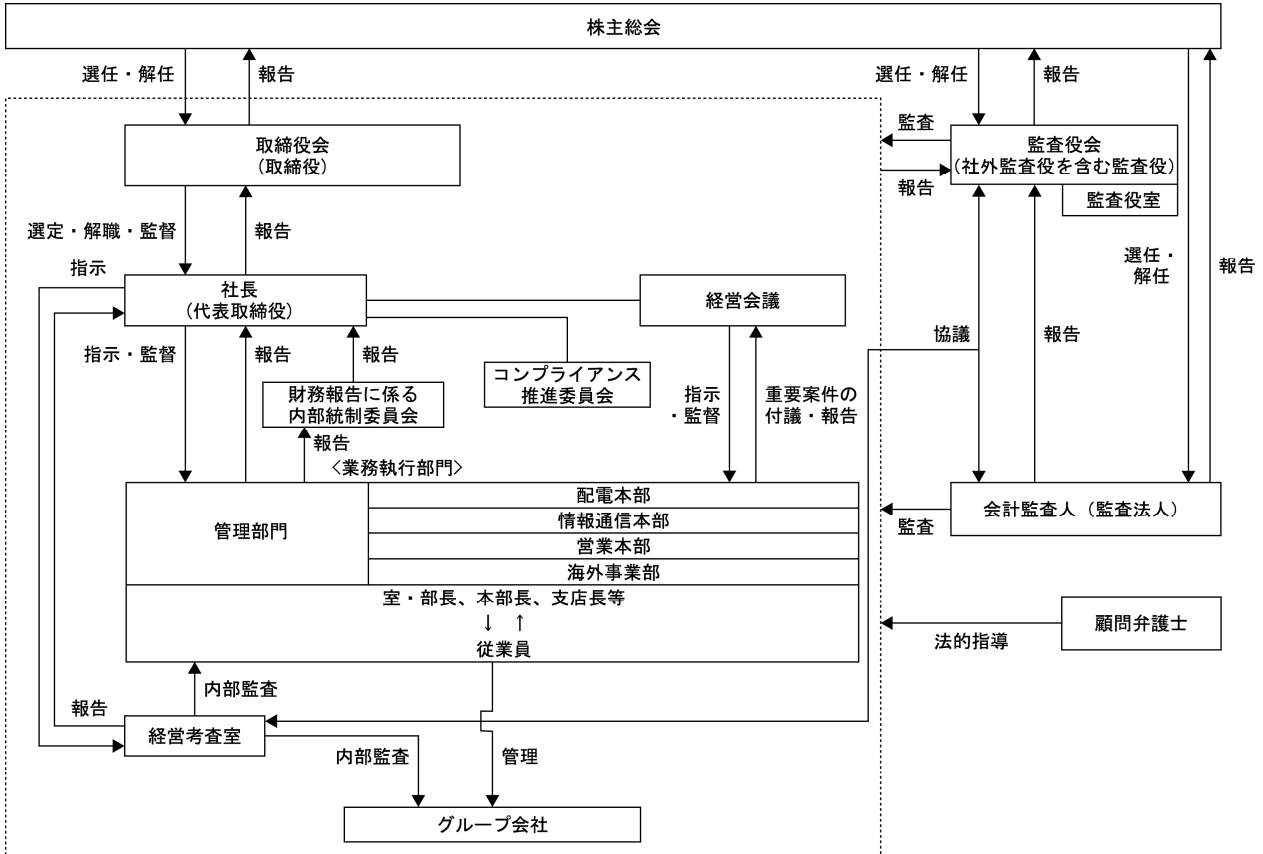 株主総会
選任・解任
報告
選任・解任
報告
取締役会
(取締役)
監査
監査役会
(社外監査役を含む監査役)
報告
監査役室
選定・解職・監督
報告
選任・
解任
報告
指示
社長
(代表取締役)
経営会議
協議
報告
指示・監督
報告
報告
コンプライアンス
推進委員会
財務報告に係る
内部統制委員会
指示
・監督
重要案件の
付議・報告
報告
〈業務執行部門〉
管理部門
配電本部
情報通信本部
営業本部
海外事業部
会計監査人（監査法人）
監査
室・部長、本部長、支店長等
↓ ↑
従業員
顧問弁護士
法的指導
内部監査
報告
経営考査室
内部監査
管理
グループ会社